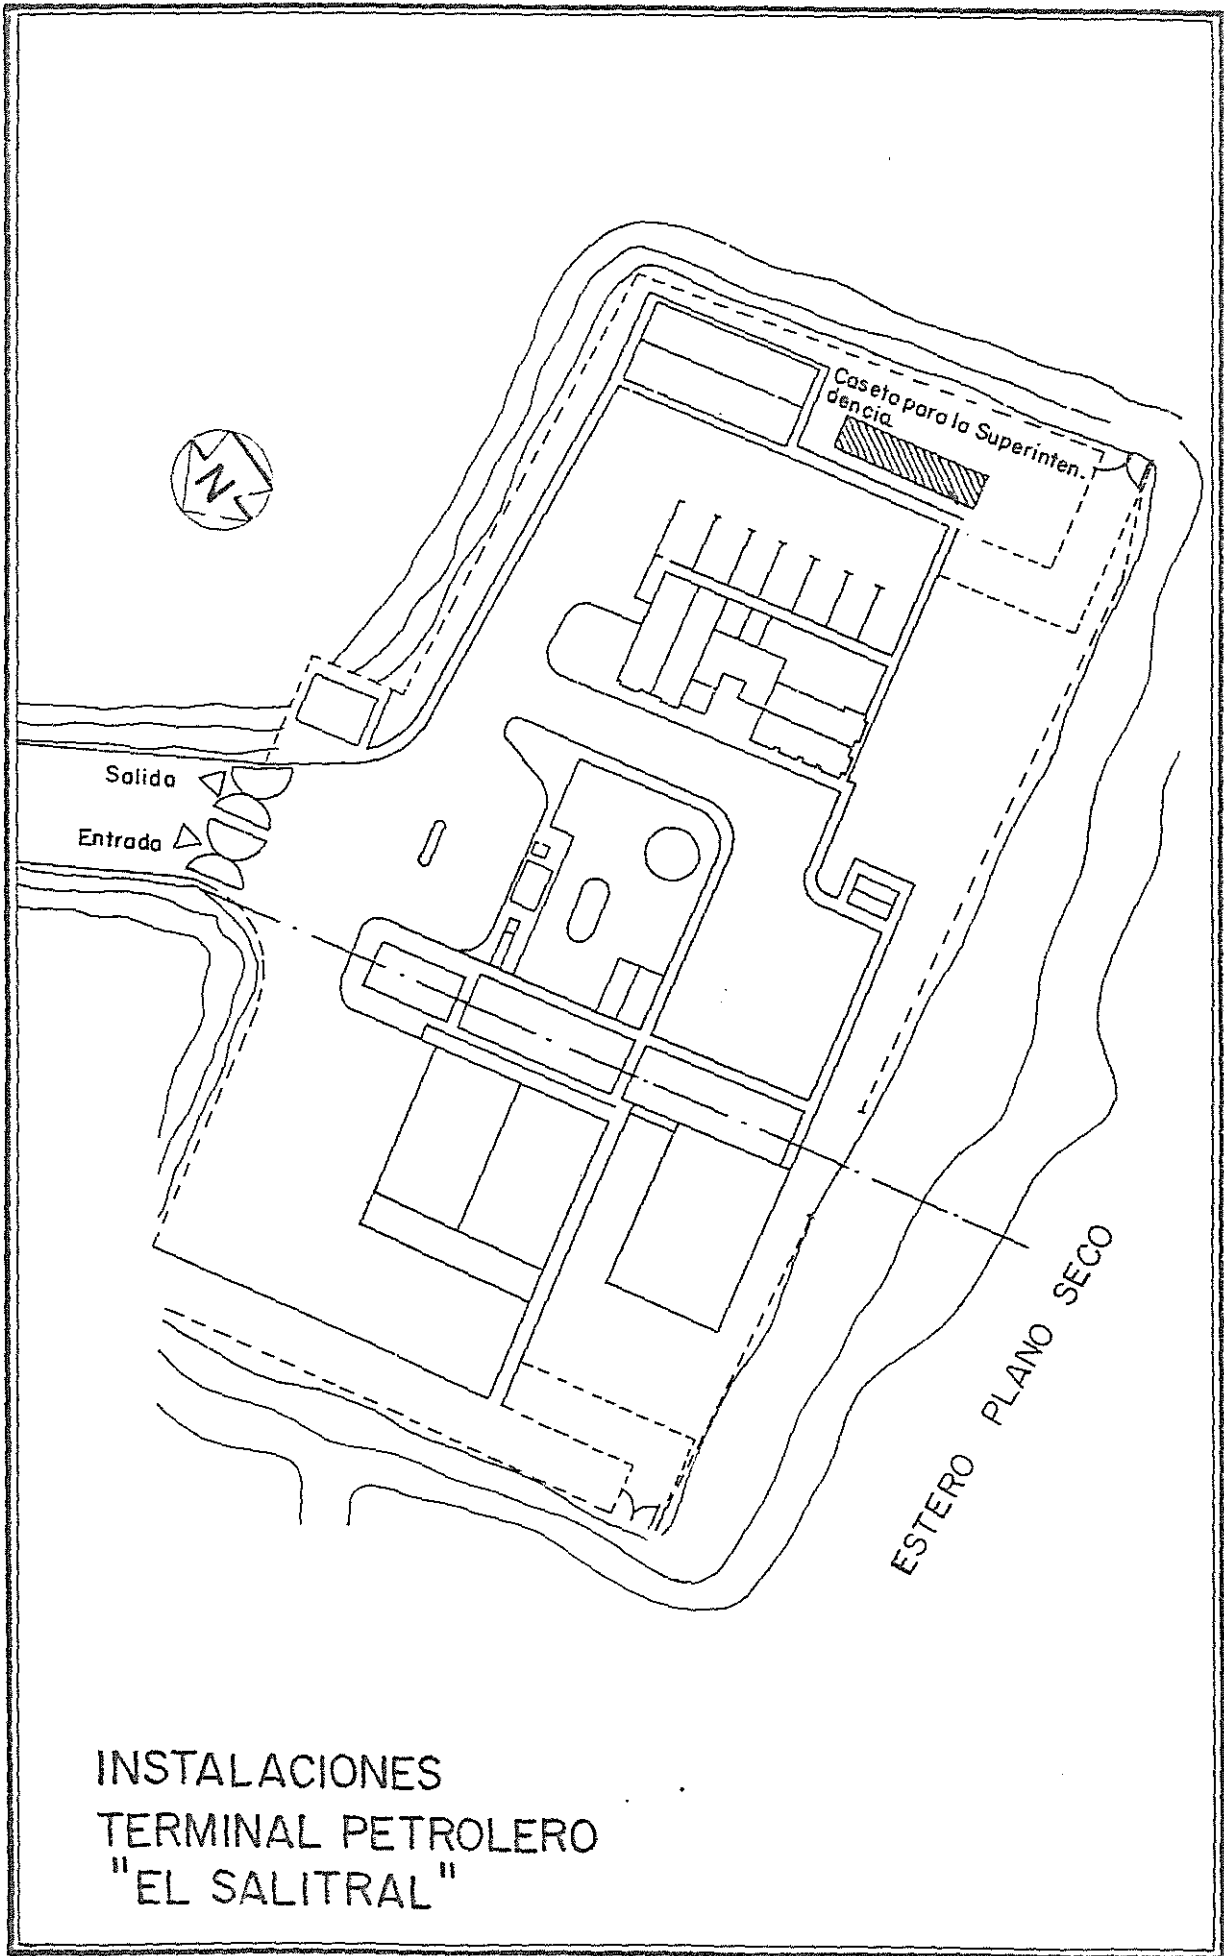 Caseta para la Superinten-
dencia
N
Salida
Entrada
ESTERO PLANO SECO
INSTALACIONES
TERMINAL PETROLERO
"EL SALITRAL"